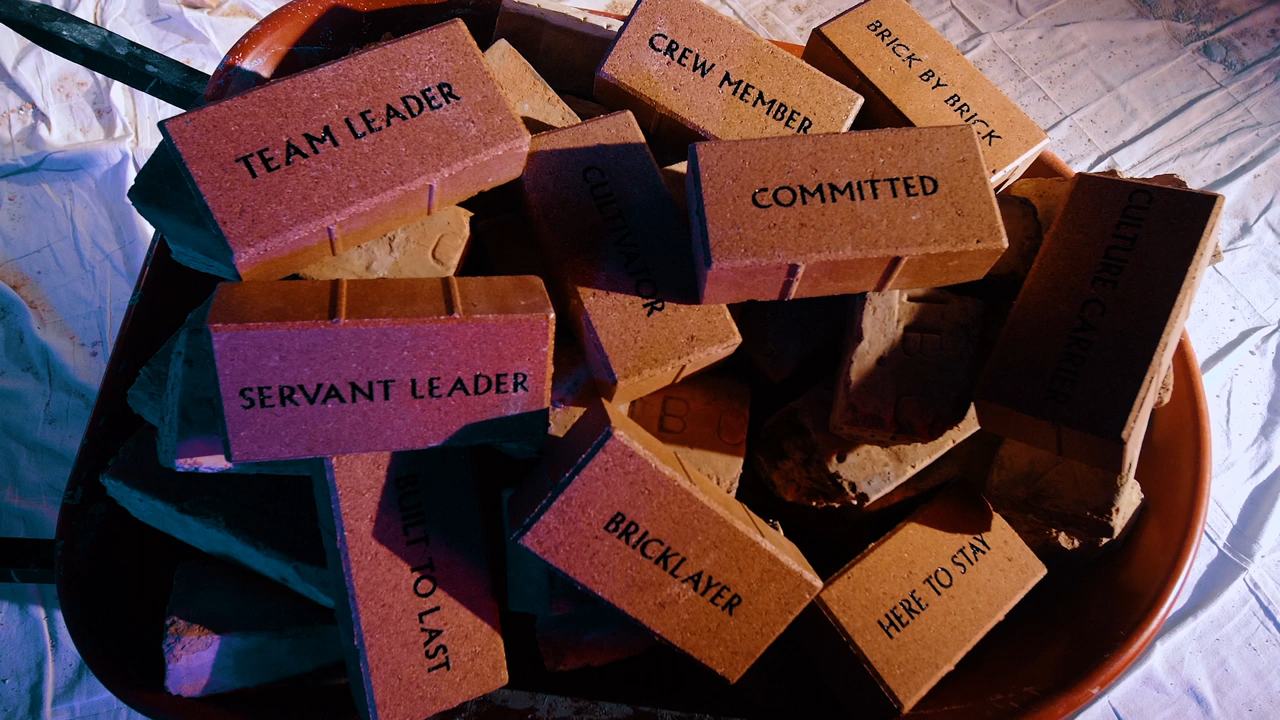 TEAM LEADER
CREW MEMBER
BRICK BY BRICK
CULTIVATOR
COMMITTED
CULTURE CARRIER
SERVANT LEADER
BUILT TO LAST
BRICKLAYER
HERE TO STAY